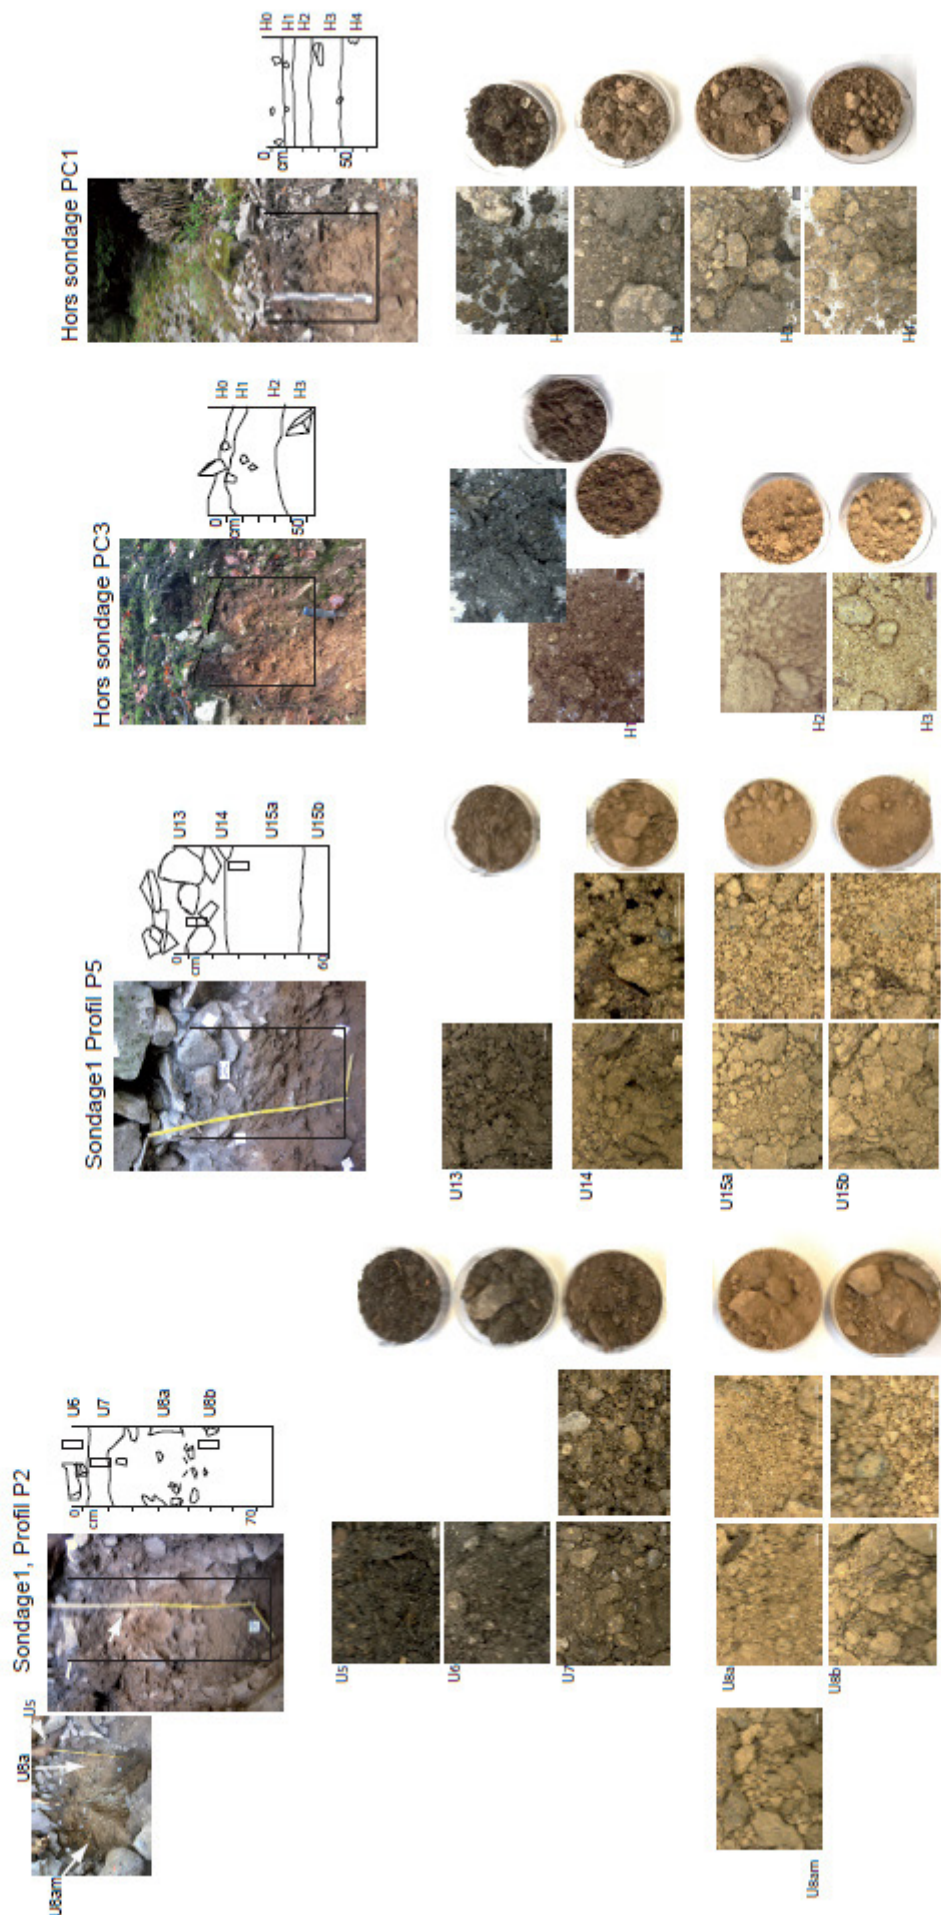 Sondage1, Profil P2
U8am
U8a
Us
0
cm
70
U6
U7
U8a
U8b
Us
U6
U7
U8am
U8a
U8b
Sondage1 Profil P5
0
cm
60
U13
U14
U15a
U15b
U13
U14
U15a
U15b
Hors sondage PC3
0
cm
50
H0
H1
H2
H3
H1
H2
H3
Hors sondage PC1
0
cm
50
H0
H1
H2
H3
H4
H2
H3
H4